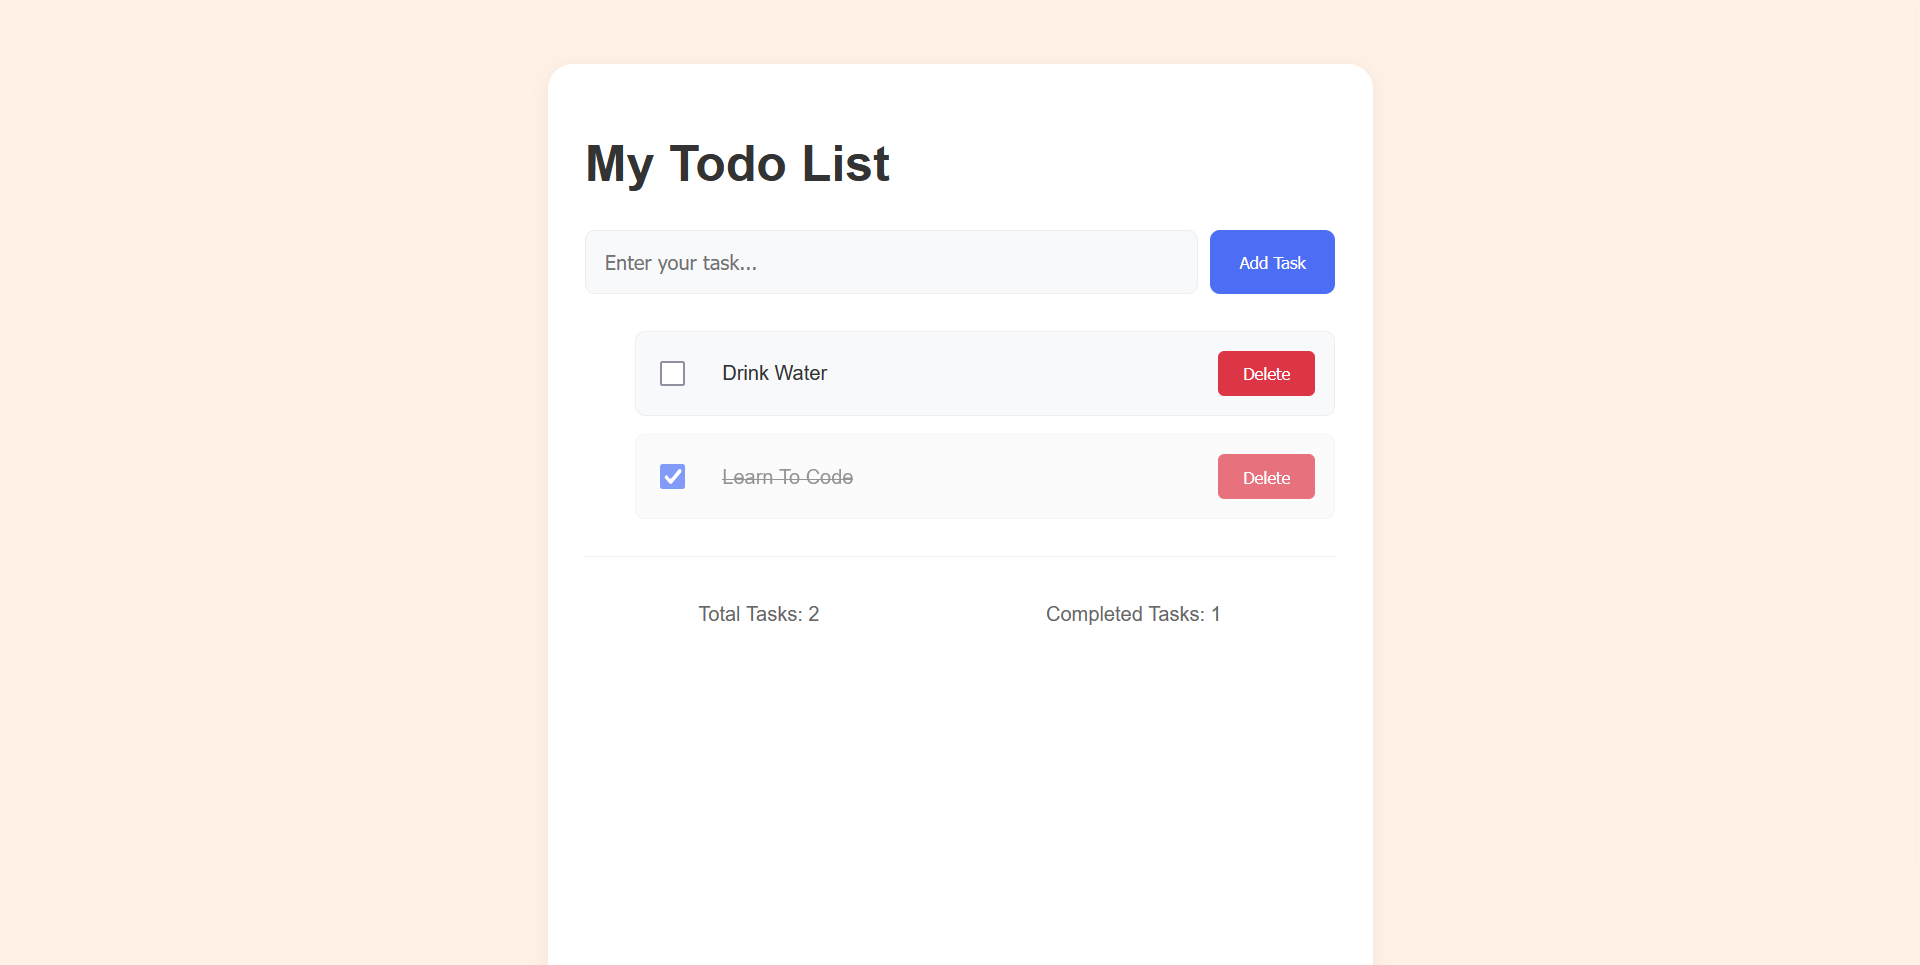 My Todo List
Enter your task...
Add Task
Drink Water
Delete
Learn To Code
Delete
Total Tasks: 2
Completed Tasks: 1